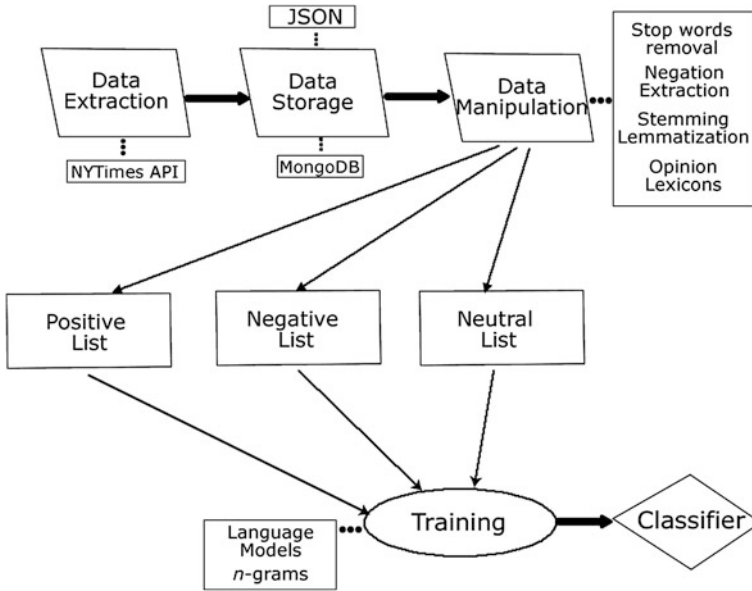 JSON
Data
Extraction
Data
Storage
Data
Manipulation
Stop words
removal
Negation
Extraction
Stemming
Lemmatization
Opinion
Lexicons
NYTimes API
MongoDB
Positive
List
Negative
List
Neutral
List
Training
Classifier
Language
Models
n-grams